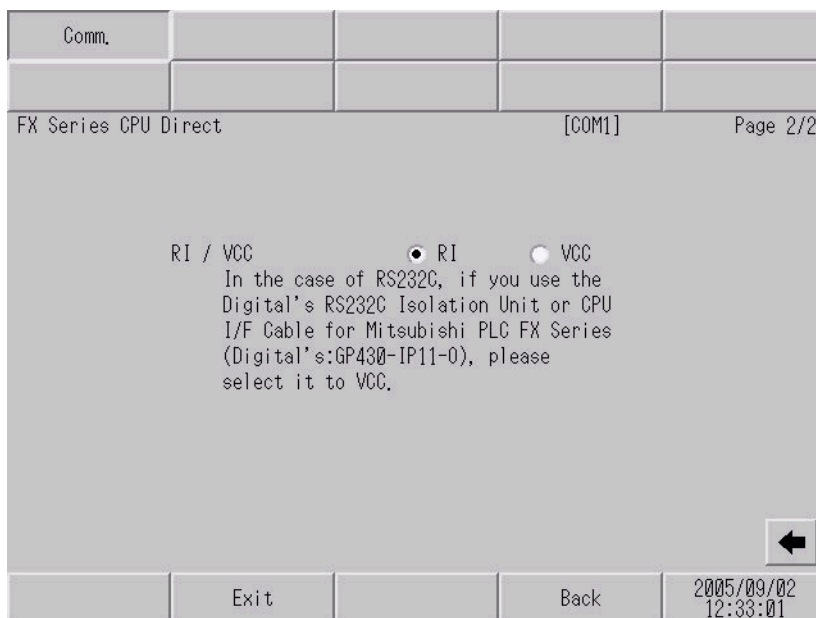 Comm.
FX Series CPU Direct [COM1] Page 2/2
RI / VCC RI VCC
In the case of RS232C, if you use the
Digital's RS232C Isolation Unit or CPU
I/F Cable for Mitsubishi PLC FX Series
(Digital's:GP430-IP11-O), please
select it to VCC.
Exit Back 2005/09/02
12:33:01